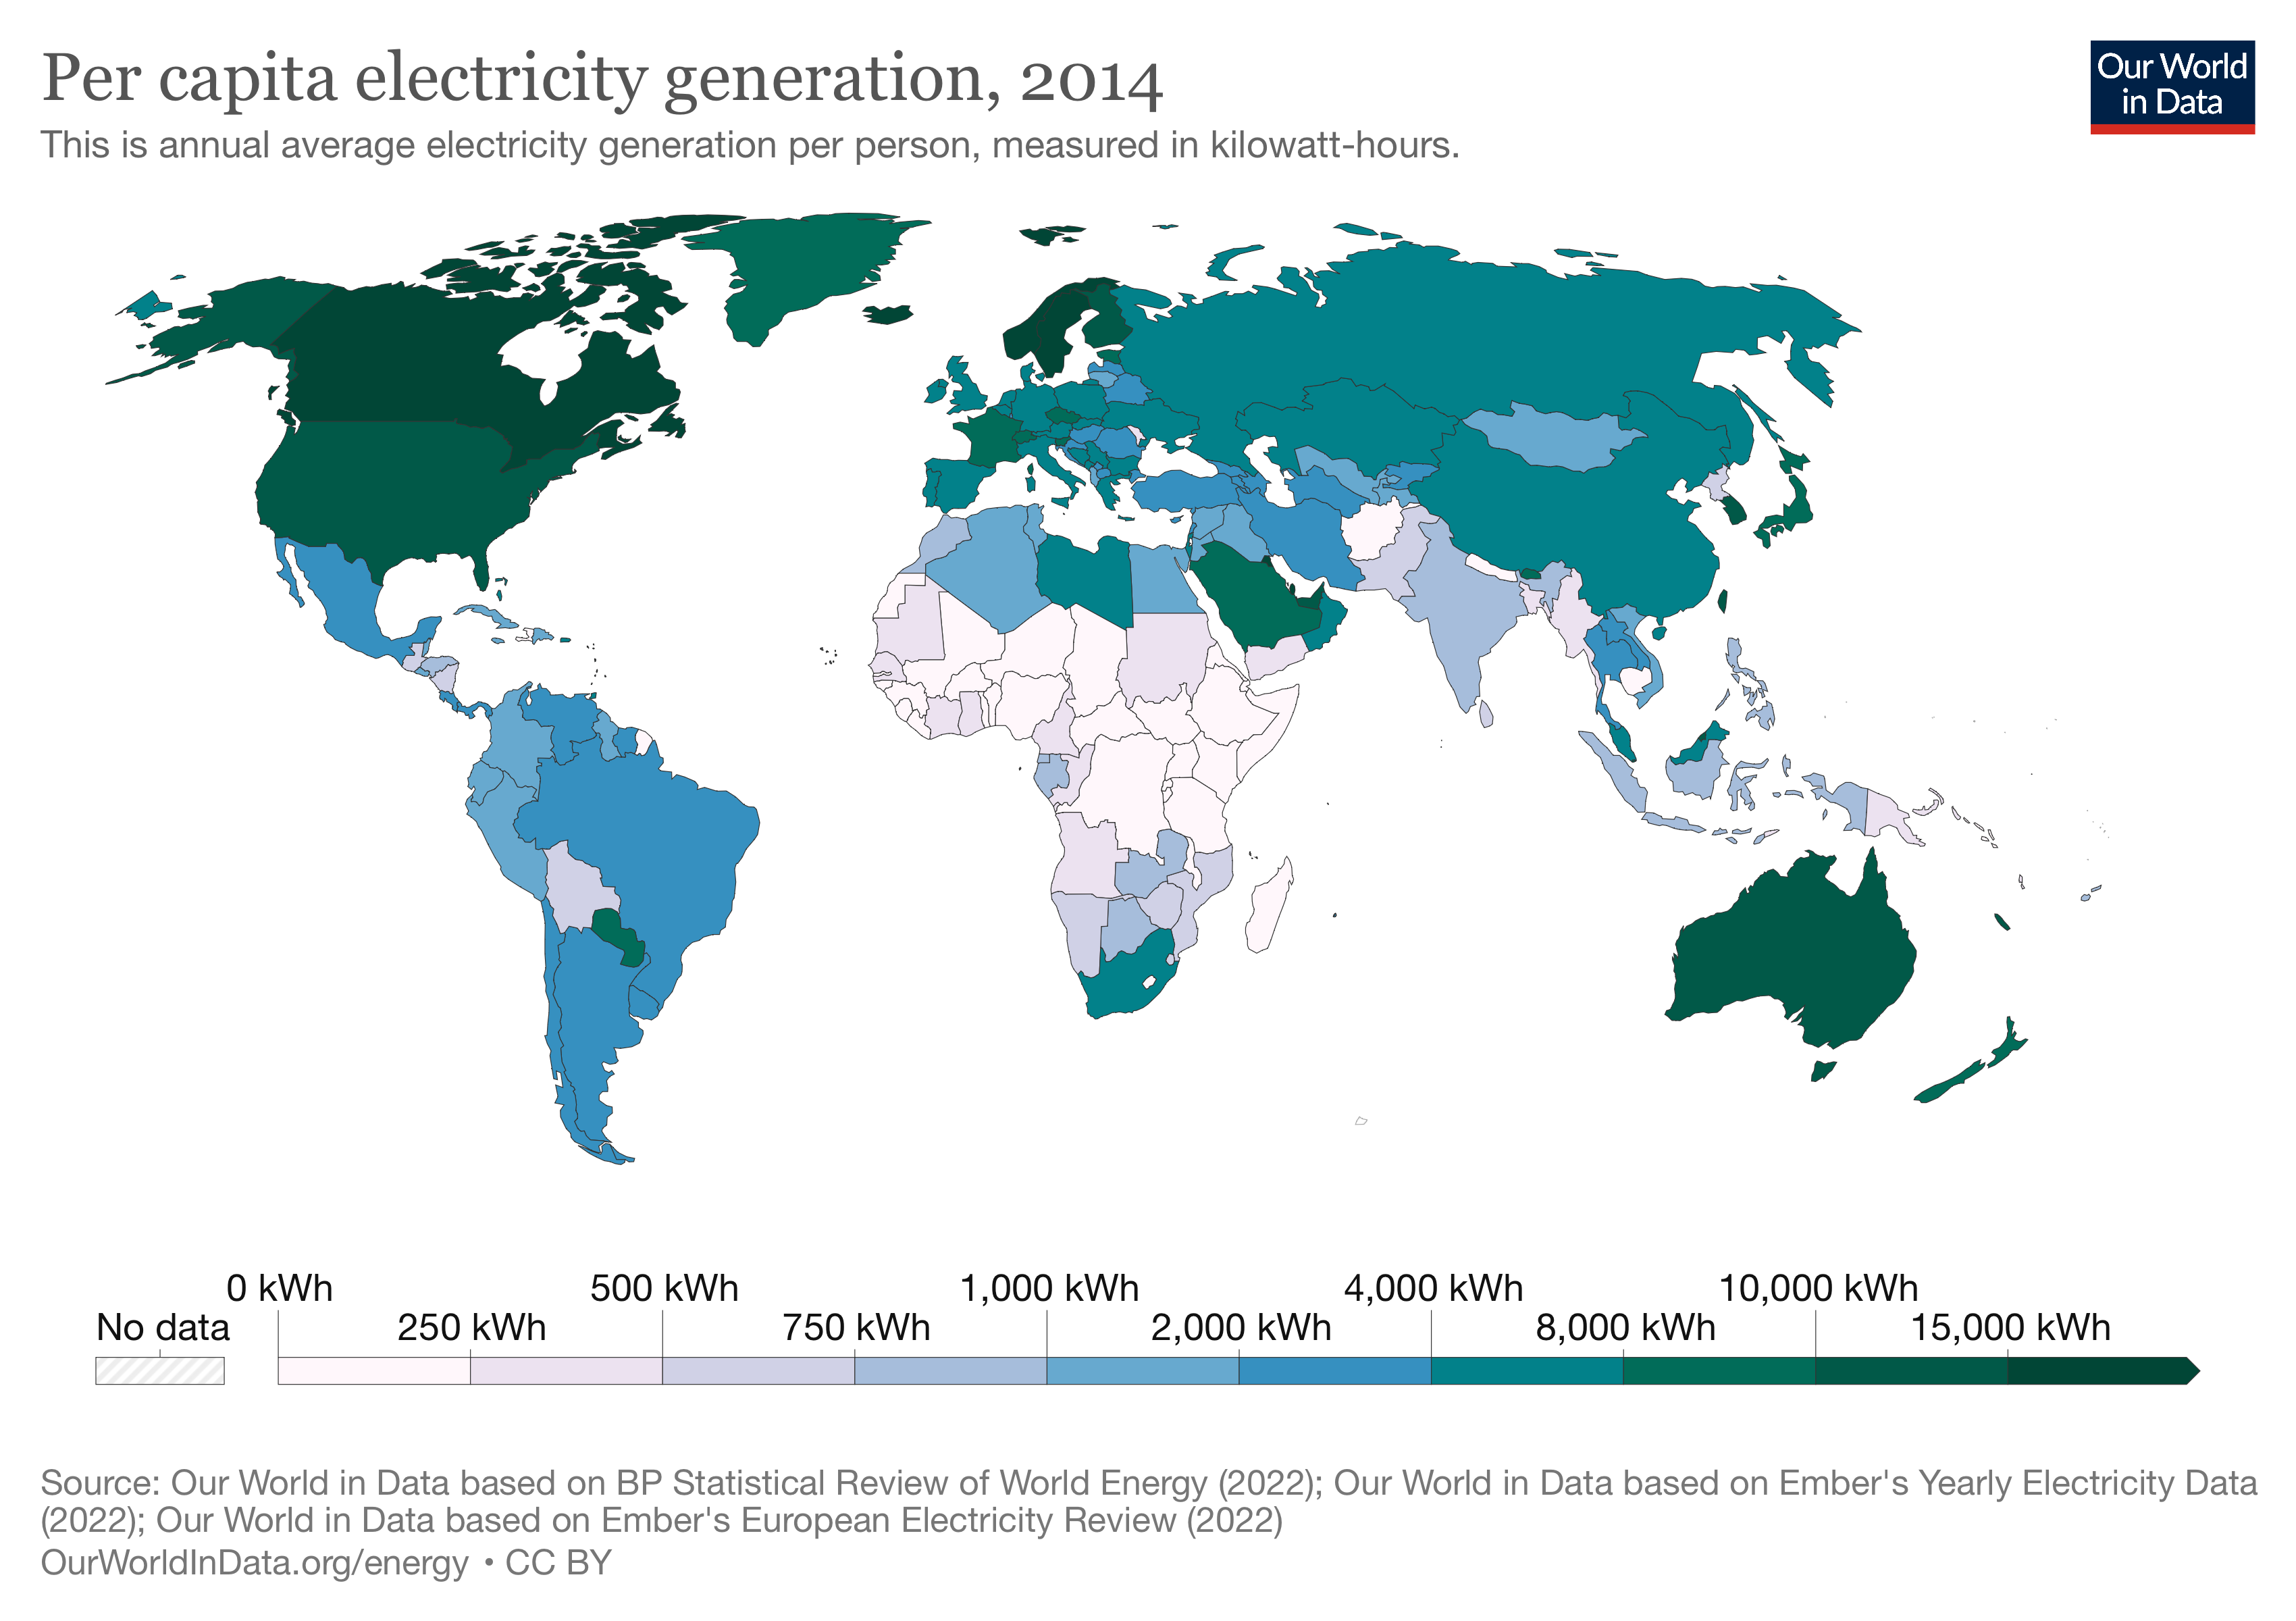 Per capita electricity generation, 2014
This is annual average electricity generation per person, measured in kilowatt-hours.
Our World
in Data
0 kWh
500 kWh
1,000 kWh
4,000 kWh
10,000 kWh
No data
250 kWh
750 kWh
2,000 kWh
8,000 kWh
15,000 kWh
Source: Our World in Data based on BP Statistical Review of World Energy (2022); Our World in Data based on Ember's Yearly Electricity Data
(2022); Our World in Data based on Ember's European Electricity Review (2022)
OurWorldInData.org/energy • CC BY